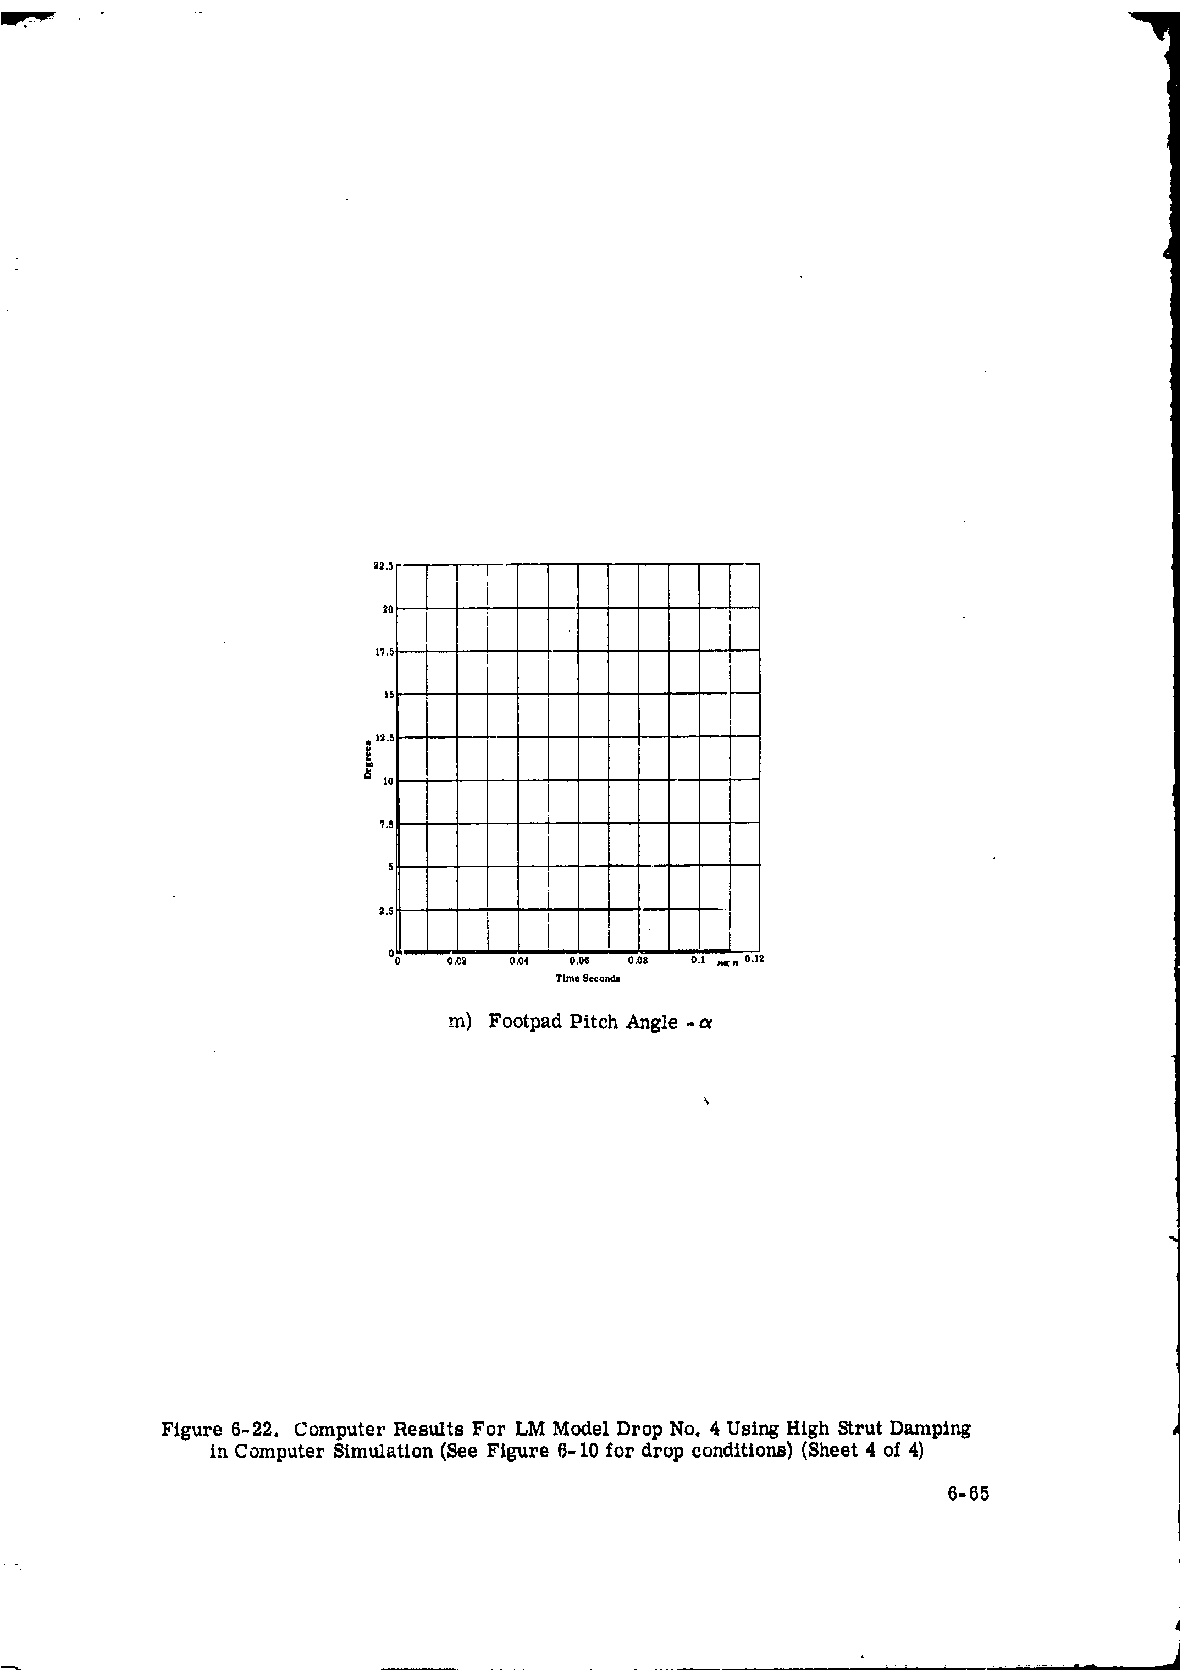 22.5
20
17.5
15
12.5
10
7.5
5
2.5
0
Degrees
0 0.02 0.04 0.06 0.08 0.1 0.12
Time Seconds
m) Footpad Pitch Angle - α
Figure 6-22. Computer Results For LM Model Drop No. 4 Using High Strut Damping
in Computer Simulation (See Figure 6-10 for drop conditions) (Sheet 4 of 4)
6-65